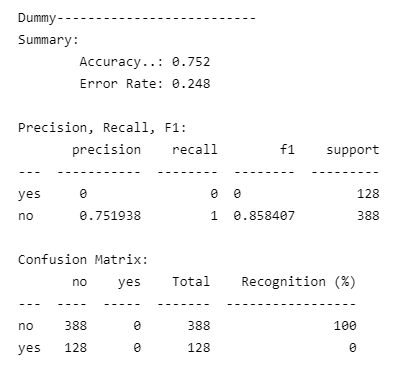 Dummy--------------------------
Summary:
        Accuracy..: 0.752
        Error Rate: 0.248

Precision, Recall, F1:
       precision    recall        f1    support
---  -----------  --------  --------  ---------
yes     0                0  0               128
no      0.751938         1  0.858407        388

Confusion Matrix:
       no    yes    Total    Recognition (%)
---  ----  -----  -------  -----------------
no    388      0      388                100
yes   128      0      128                  0